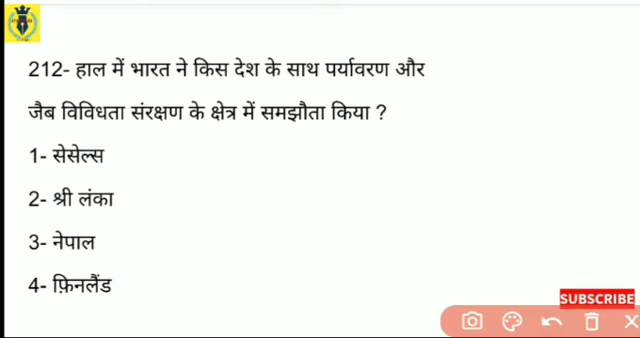 212- हाल में भारत ने किस देश के साथ पर्यावरण और
जैब विविधता संरक्षण के क्षेत्र में समझौता किया ?
1- सेसेल्स
2- श्री लंका
3- नेपाल
4- फ़िनलैंड
SUBSCRIBE